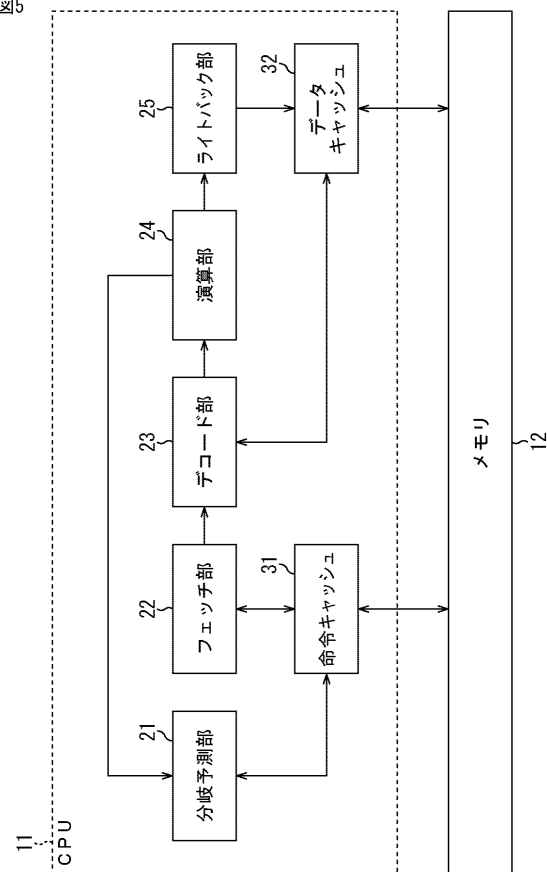 図5
11
CPU
21
分岐予測部
22
フェッチ部
23
デコード部
24
演算部
25
ライトバック部
31
命令キャッシュ
32
データ
キャッシュ
メモリ
12